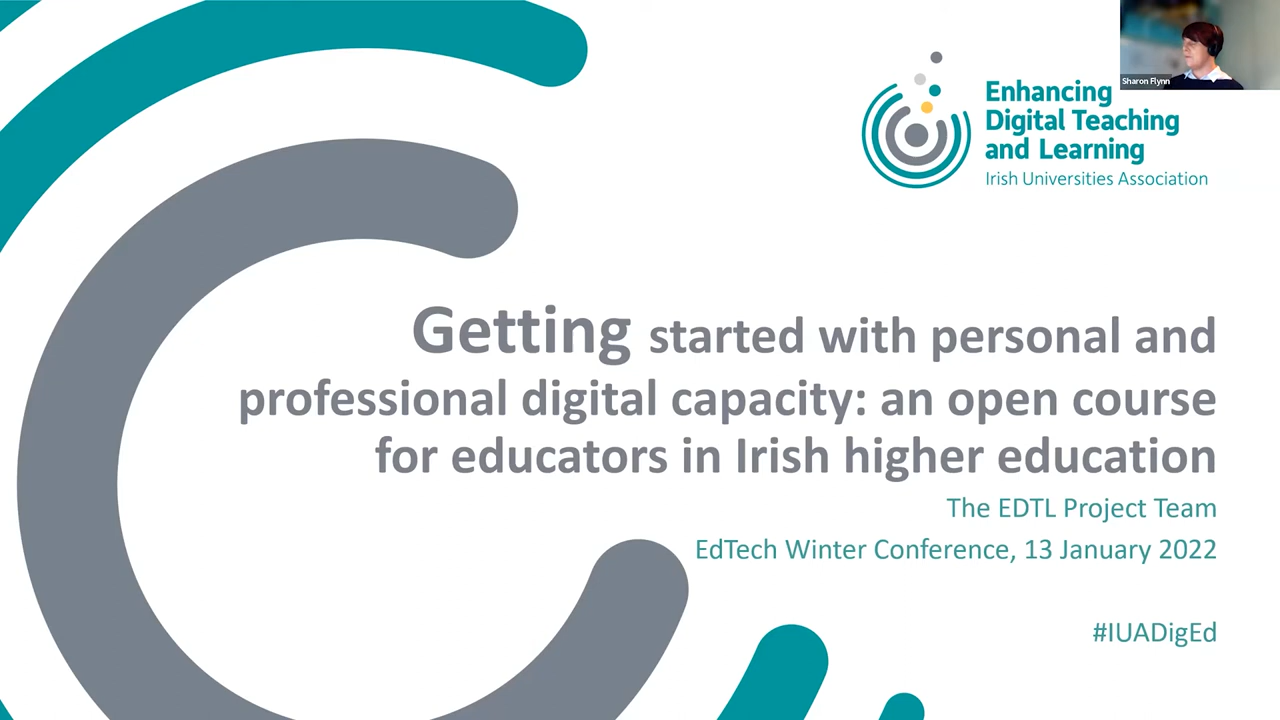 Sharon Flynn
Enhancing
Digital Teaching
and Learning
Irish Universities Association
Getting started with personal and
professional digital capacity: an open course
for educators in Irish higher education
The EDTL Project Team
EdTech Winter Conference, 13 January 2022
#IUADigEd